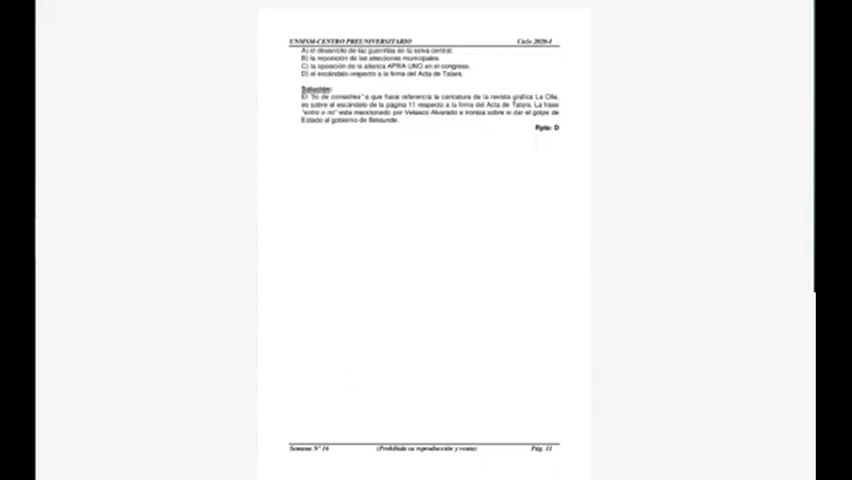 UNMSM-CENTRO PREUNIVERSITARIO Ciclo 2020-I
A) el desarrollo de las guerrillas en la selva central.
B) la reposición de las elecciones municipales.
C) la oposición de la alianza APRA UNO en el congreso.
D) el escándalo respecto a la firma del Acta de Talara.
Solución:
El "lío de comadres" a que hace referencia la caricatura de la revista gráfica La Olla,
es sobre el escándalo de la página 11 respecto a la firma del Acta de Talara. La frase
"entro o no" esta mencionado por Velasco Alvarado e ironiza sobre si dar el golpe de
Estado al gobierno de Belaunde.
Rpta: D
Semana Nº 16 (Prohibida su reproducción y venta) Pág. 11